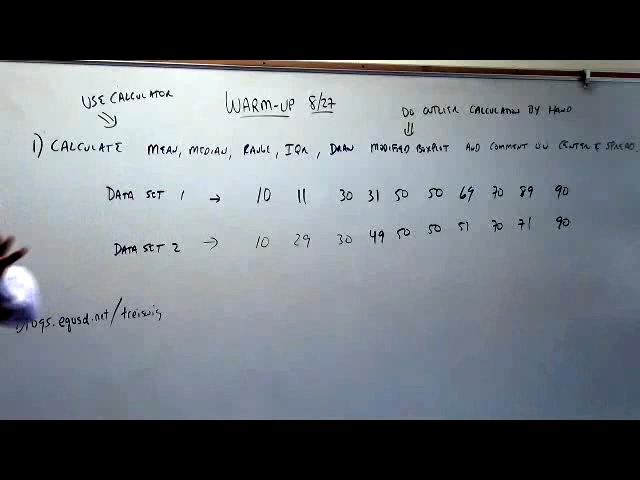 USE CALCULATOR
WARM-UP 8/27
DO OUTLIER CALCULATION BY HAND
1) CALCULATE MEAN, MEDIAN, RANGE, IQR, DRAW MODIFIED BOXPLOT AND COMMENT ON CENTER & SPREAD
DATA SET 1 → 10 11 30 31 50 50 69 70 89 90
DATA SET 2 → 10 29 30 49 50 50 51 70 71 90
blogs.egusd.net/treiswig